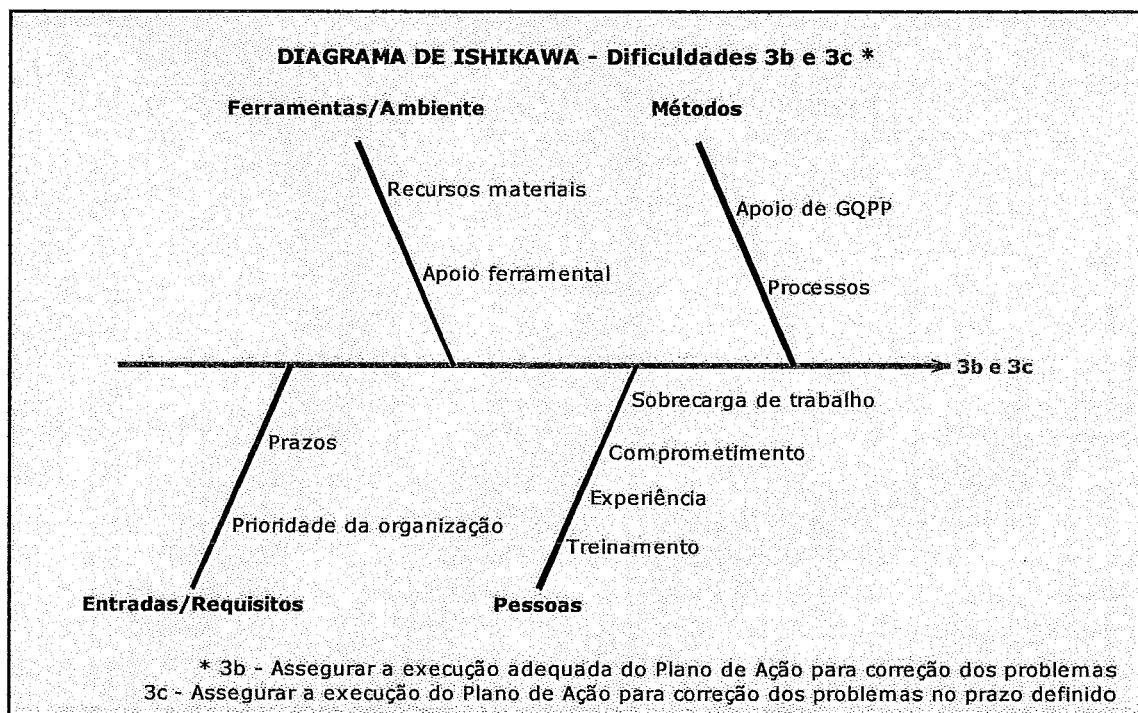 DIAGRAMA DE ISHIKAWA - Dificuldades 3b e 3c *
Ferramentas/Ambiente
Métodos
Recursos materiais
Apoio de GQPP
Apoio ferramental
Processos
3b e 3c
Sobrecarga de trabalho
Prazos
Comprometimento
Experiência
Prioridade da organização
Treinamento
Entradas/Requisitos
Pessoas
* 3b - Assegurar a execução adequada do Plano de Ação para correção dos problemas
3c - Assegurar a execução do Plano de Ação para correção dos problemas no prazo definido